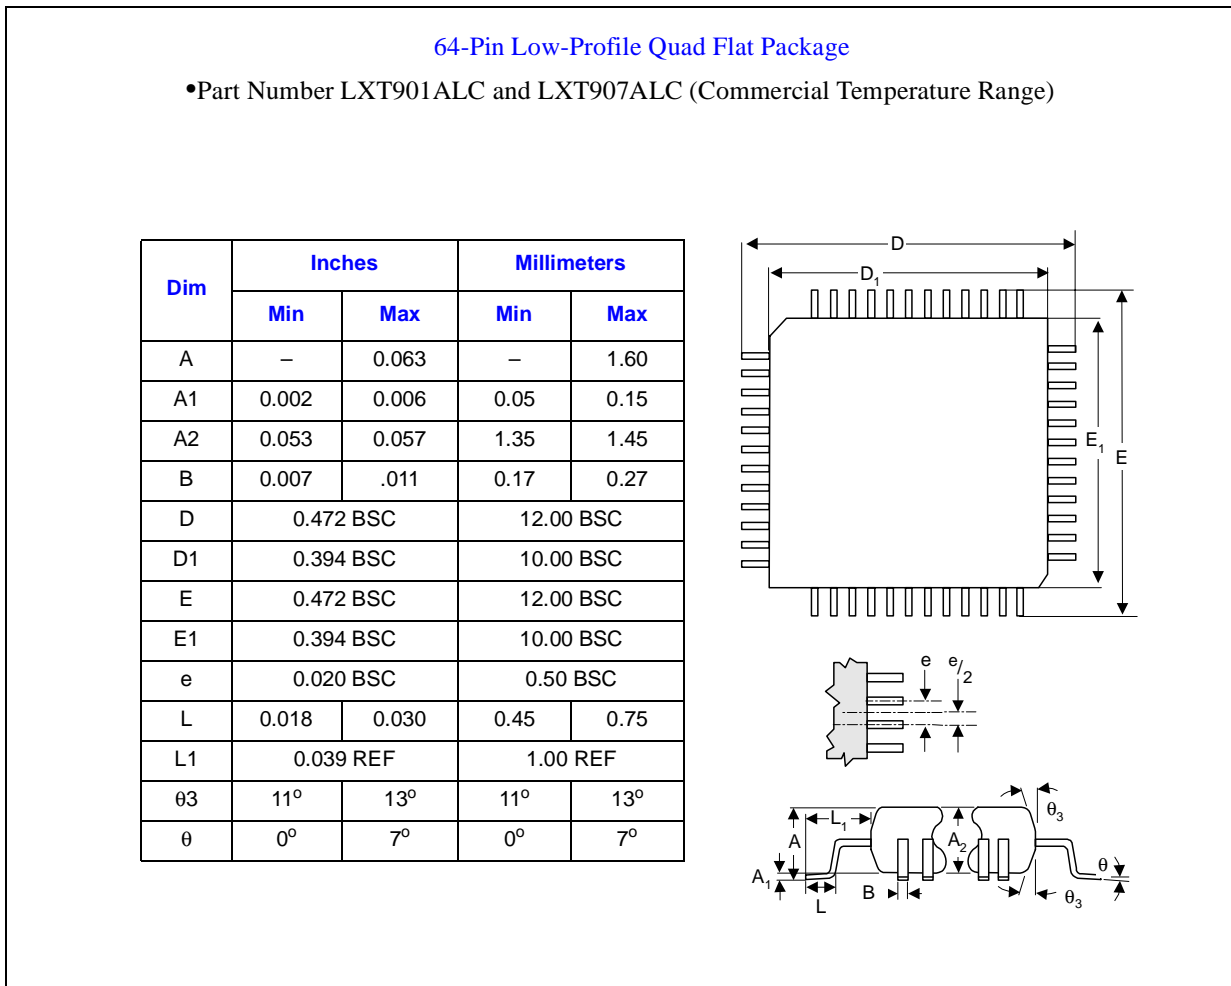 64-Pin Low-Profile Quad Flat Package
•Part Number LXT901ALC and LXT907ALC (Commercial Temperature Range)
Dim Inches Millimeters
Min Max Min Max
A – 0.063 – 1.60
A1 0.002 0.006 0.05 0.15
A2 0.053 0.057 1.35 1.45
B 0.007 .011 0.17 0.27
D 0.472 BSC 12.00 BSC
D1 0.394 BSC 10.00 BSC
E 0.472 BSC 12.00 BSC
E1 0.394 BSC 10.00 BSC
e 0.020 BSC 0.50 BSC
L 0.018 0.030 0.45 0.75
L1 0.039 REF 1.00 REF
θ3 11° 13° 11° 13°
θ 0° 7° 0° 7°
D
D1
E1
E
e
e/2
L1
θ3
A
A2
θ
A1
L
B
θ3